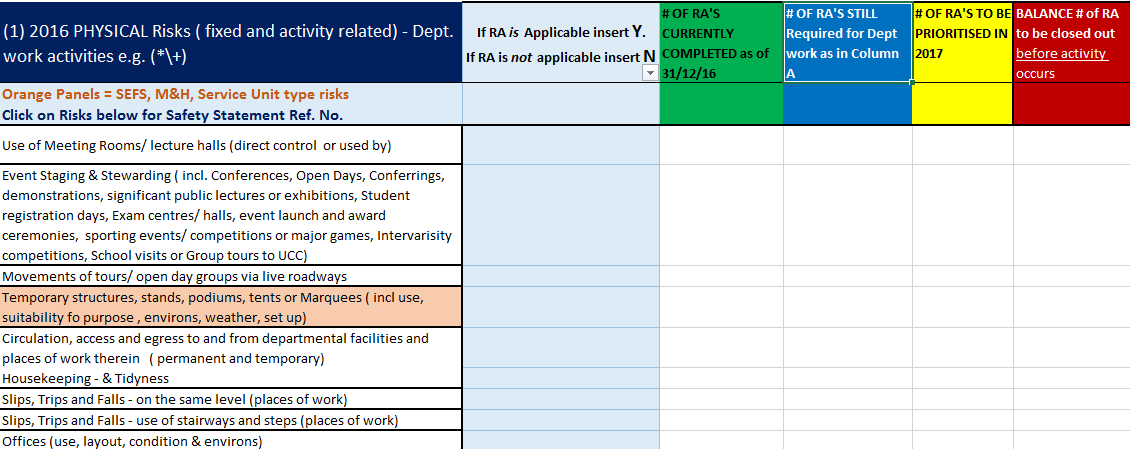 (1) 2016 PHYSICAL Risks ( fixed and activity related) - Dept.
work activities e.g. (*\+)
If RA is Applicable insert Y.
If RA is not applicable insert N
# OF RA'S
CURRENTLY
COMPLETED as of
31/12/16
# OF RA'S STILL
Required for Dept
work as in Column
A
# OF RA'S TO BE
PRIORITISED IN
2017
BALANCE # of RA
to be closed out
before activity
occurs
Orange Panels = SEFS, M&H, Service Unit type risks
Click on Risks below for Safety Statement Ref. No.
Use of Meeting Rooms/ lecture halls (direct control  or used by)
Event Staging & Stewarding ( incl. Conferences, Open Days, Conferrings,
demonstrations, significant public lectures or exhibitions, Student
registration days, Exam centres/ halls, event launch and award
ceremonies,  sporting events/ competitions or major games, Intervarisity
competitions, School visits or Group tours to UCC)
Movements of tours/ open day groups via live roadways
Temporary structures, stands, podiums, tents or Marquees ( incl use,
suitability fo purpose , environs, weather, set up)
Circulation, access and egress to and from departmental facilities and
places of work therein   ( permanent and temporary)
Housekeeping - & Tidyness
Slips, Trips and Falls - on the same level (places of work)
Slips, Trips and Falls - use of stairways and steps (places of work)
Offices (use, layout, condition & environs)